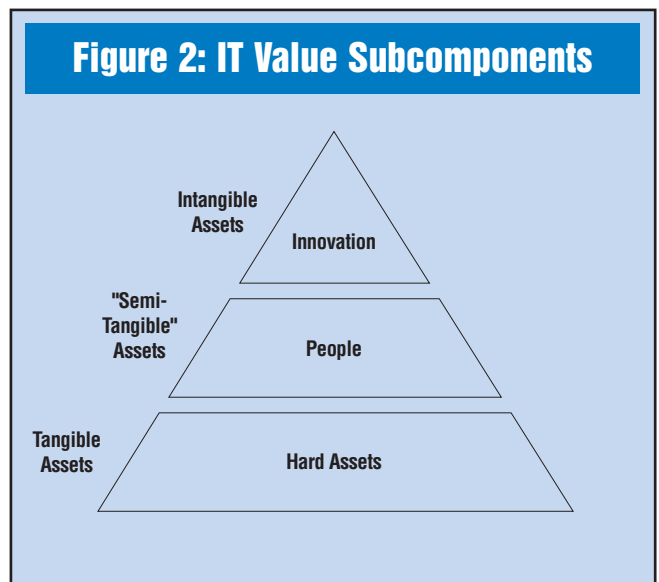 Figure 2: IT Value Subcomponents
Intangible
Assets
Innovation
"Semi-
Tangible"
Assets
People
Tangible
Assets
Hard Assets